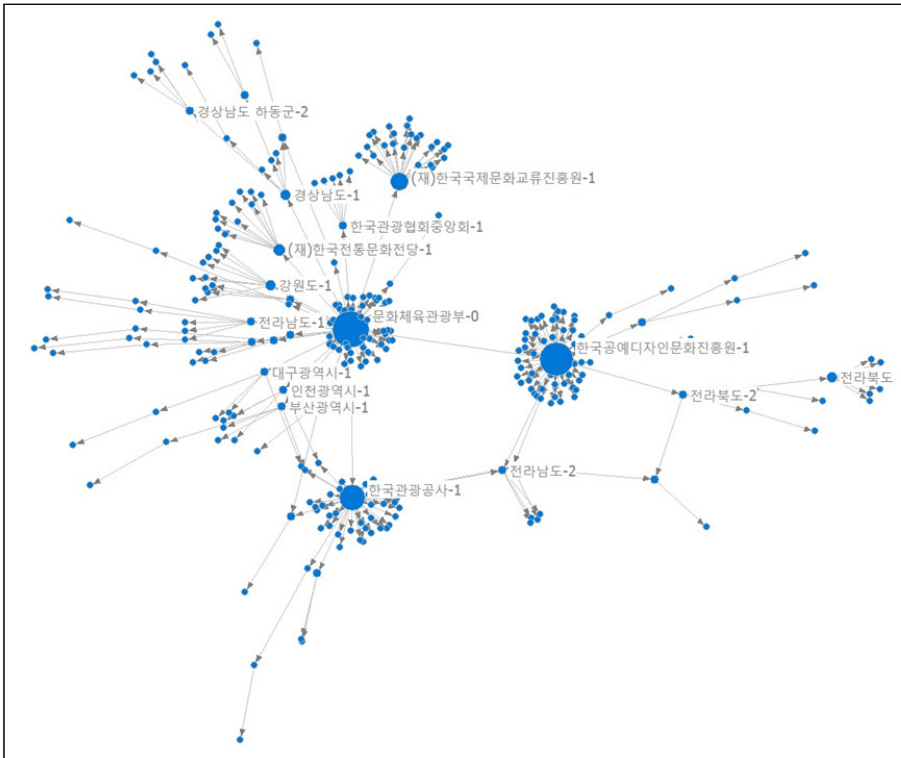 경상남도 하동군-2
(재)한국국제문화교류진흥원-1
경상남도-1
한국관광협회중앙회-1
(재)한국전통문화전당-1
강원도-1
문화체육관광부-0
전라남도-1
한국공예디자인문화진흥원-1
대구광역시-1
전라북도
인천광역시-1
전라북도-2
부산광역시-1
전라남도-2
한국관광공사-1